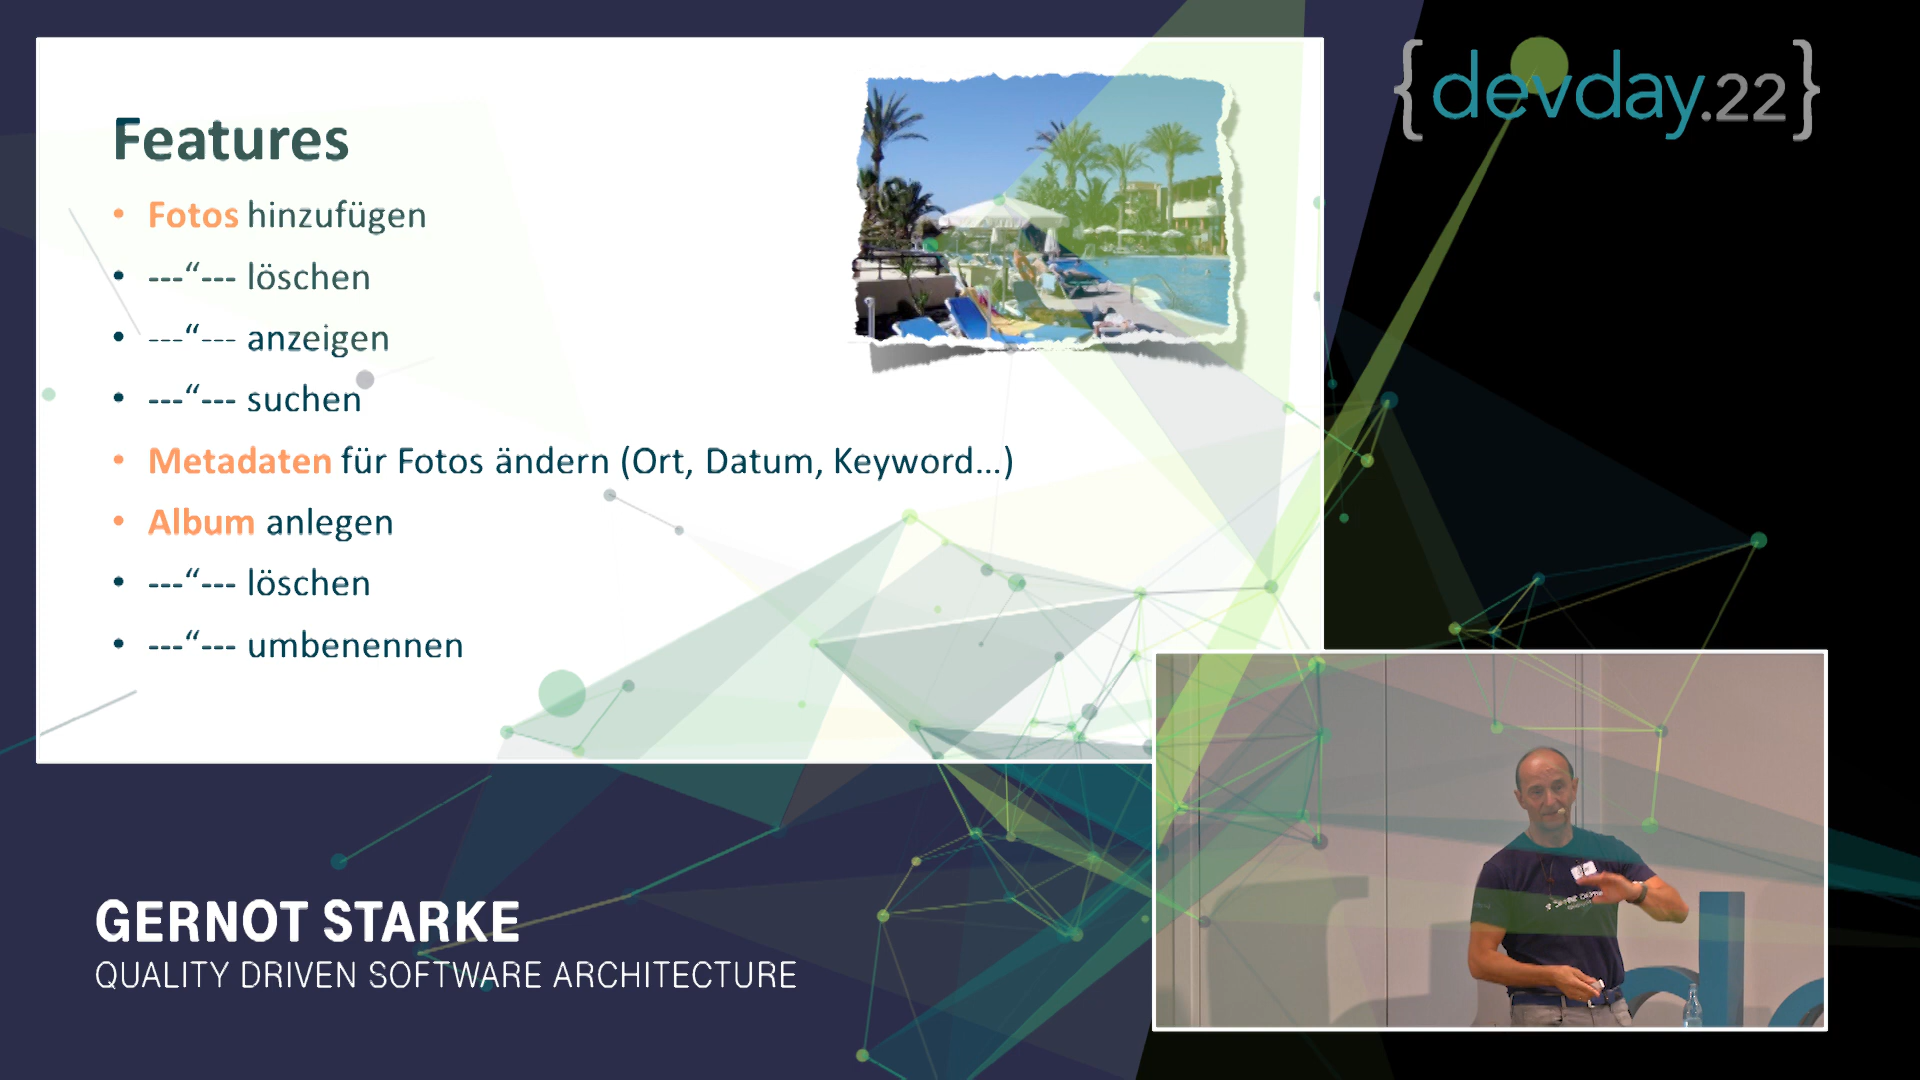 Features
• Fotos hinzufügen
• ---“--- löschen
• ---“--- anzeigen
• ---“--- suchen
• Metadaten für Fotos ändern (Ort, Datum, Keyword...)
• Album anlegen
• ---“--- löschen
• ---“--- umbenennen
{devday.22}
GERNOT STARKE
QUALITY DRIVEN SOFTWARE ARCHITECTURE